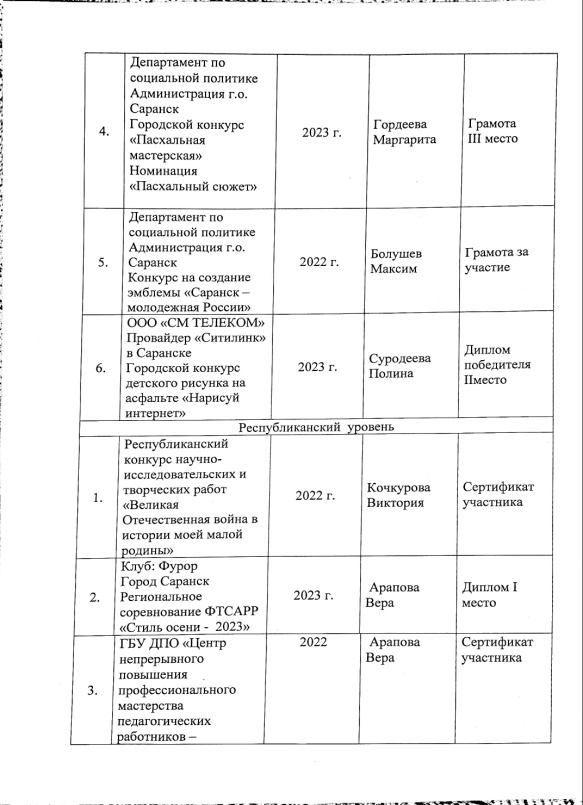 4.
Департамент по
социальной политике
Администрация г.о.
Саранск
Городской конкурс
«Пасхальная
мастерская»
Номинация
«Пасхальный сюжет»
2023 г.
Гордеева
Маргарита
Грамота
III место
5.
Департамент по
социальной политике
Администрация г.о.
Саранск
Конкурс на создание
эмблемы «Саранск –
молодежная России»
2022 г.
Болушев
Максим
Грамота за
участие
6.
ООО «СМ ТЕЛЕКОМ»
Провайдер «Ситилинк»
в Саранске
Городской конкурс
детского рисунка на
асфальте «Нарисуй
интернет»
2023 г.
Суродеева
Полина
Диплом
победителя
IIместо
Республиканский уровень
1.
Республиканский
конкурс научно-
исследовательских и
творческих работ
«Великая
Отечественная война в
истории моей малой
родины»
2022 г.
Кочкурова
Виктория
Сертификат
участника
2.
Клуб: Фурор
Город Саранск
Региональное
соревнование ФТСАРР
«Стиль осени - 2023»
2023 г.
Арапова
Вера
Диплом I
место
3.
ГБУ ДПО «Центр
непрерывного
повышения
профессионального
мастерства
педагогических
работников –
2022
Арапова
Вера
Сертификат
участника